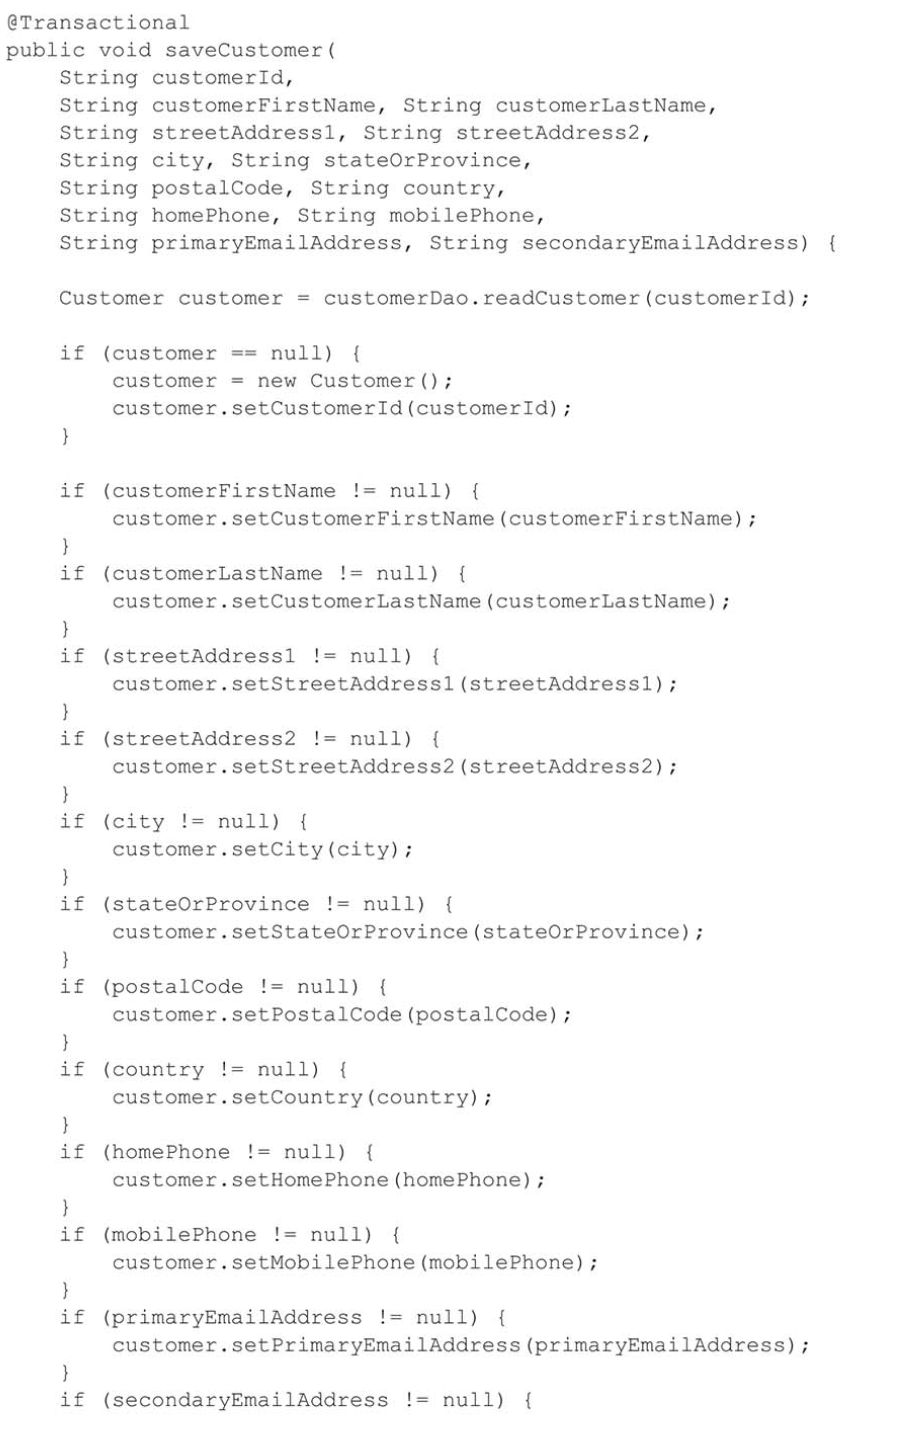 @Transactional
public void saveCustomer(
    String customerId,
    String customerFirstName, String customerLastName,
    String streetAddress1, String streetAddress2,
    String city, String stateOrProvince,
    String postalCode, String country,
    String homePhone, String mobilePhone,
    String primaryEmailAddress, String secondaryEmailAddress) {

    Customer customer = customerDao.readCustomer(customerId);

    if (customer == null) {
        customer = new Customer();
        customer.setCustomerId(customerId);
    }

    if (customerFirstName != null) {
        customer.setCustomerFirstName(customerFirstName);
    }
    if (customerLastName != null) {
        customer.setCustomerLastName(customerLastName);
    }
    if (streetAddress1 != null) {
        customer.setStreetAddress1(streetAddress1);
    }
    if (streetAddress2 != null) {
        customer.setStreetAddress2(streetAddress2);
    }
    if (city != null) {
        customer.setCity(city);
    }
    if (stateOrProvince != null) {
        customer.setStateOrProvince(stateOrProvince);
    }
    if (postalCode != null) {
        customer.setPostalCode(postalCode);
    }
    if (country != null) {
        customer.setCountry(country);
    }
    if (homePhone != null) {
        customer.setHomePhone(homePhone);
    }
    if (mobilePhone != null) {
        customer.setMobilePhone(mobilePhone);
    }
    if (primaryEmailAddress != null) {
        customer.setPrimaryEmailAddress(primaryEmailAddress);
    }
    if (secondaryEmailAddress != null) {